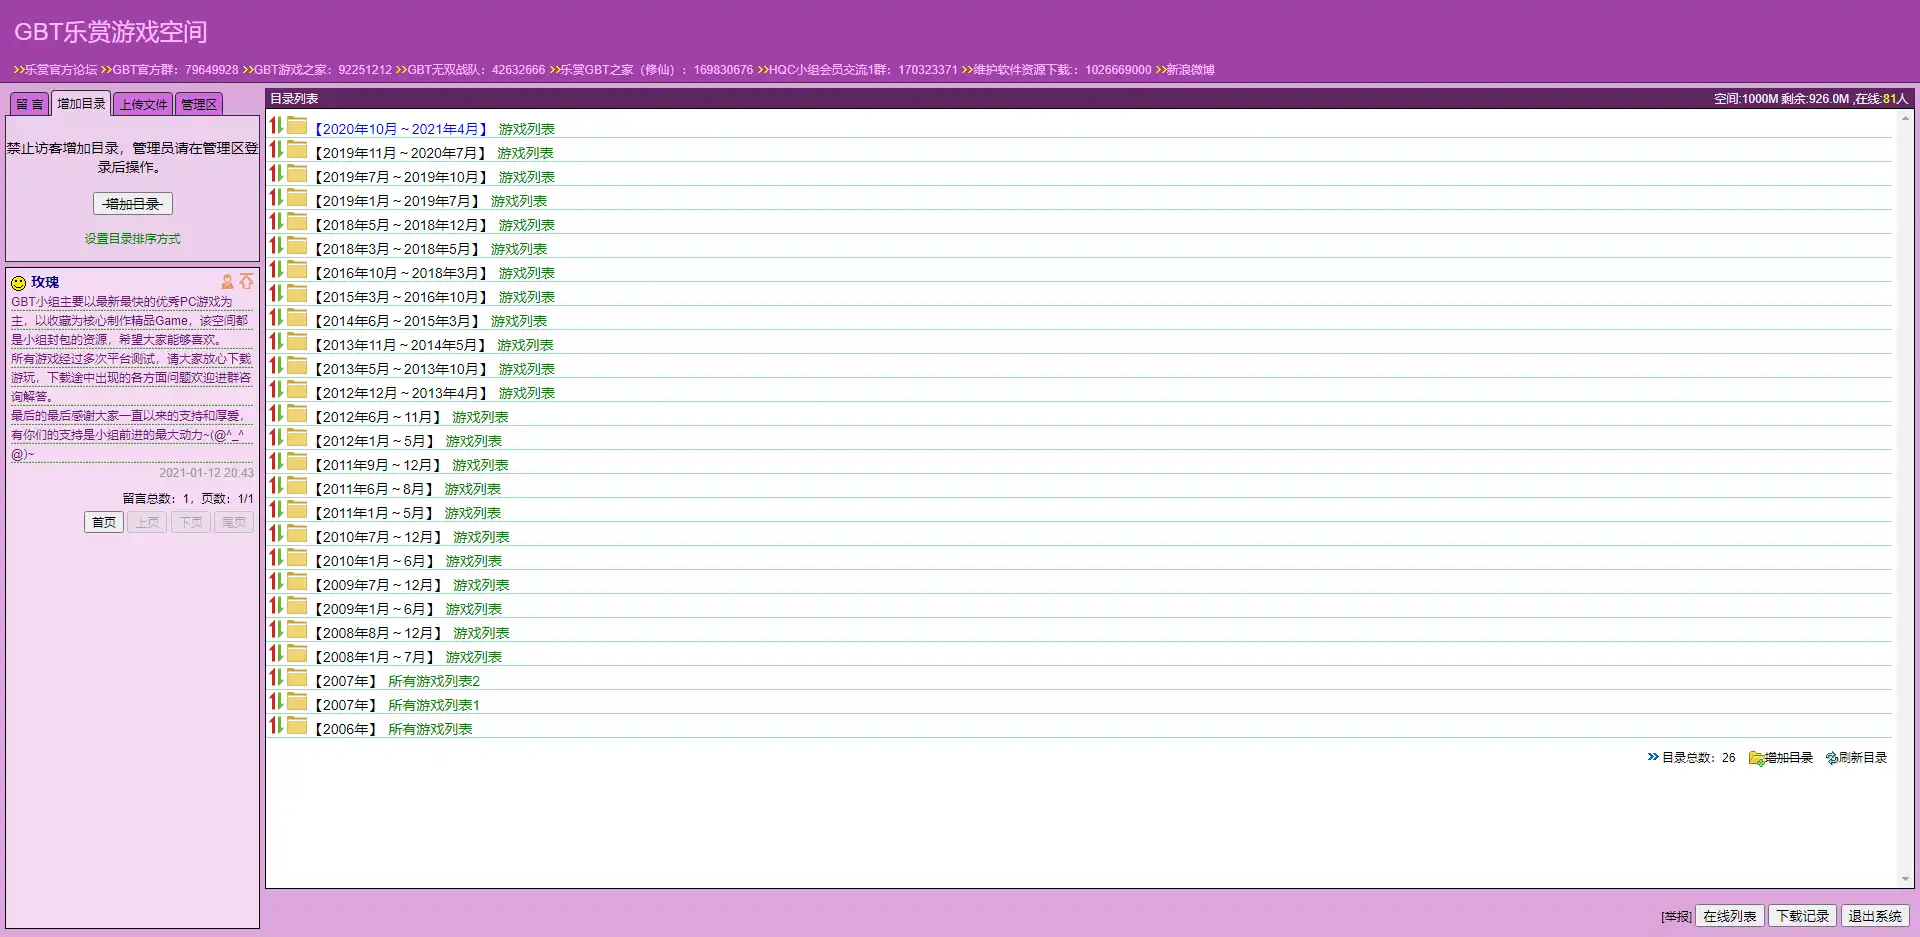 GBT乐赏游戏空间
>>乐赏官方论坛 >>GBT官方群：79649928 >>GBT游戏之家：92251212 >>GBT无双战队：42632666 >>乐赏GBT之家（修仙）：169830676 >>HQC小组会员交流1群：170323371 >>维护软件资源下载:：1026669000 >>新浪微博
留 言 增加目录 上传文件 管理区
禁止访客增加目录，管理员请在管理区登
录后操作。
-增加目录-
设置目录排序方式
玫瑰
GBT小组主要以最新最快的优秀PC游戏为
主，以收藏为核心制作精品Game，该空间都
是小组封包的资源，希望大家能够喜欢。
所有游戏经过多次平台测试，请大家放心下载
游玩，下载途中出现的各方面问题欢迎进群咨
询解答。
最后的最后感谢大家一直以来的支持和厚爱，
有你们的支持是小组前进的最大动力~(@^_^
@)~
2021-01-12 20:43
留言总数：1，页数：1/1
首页 上页 下页 尾页
目录列表 空间:1000M 剩余:926.0M ,在线:81人
【2020年10月～2021年4月】 游戏列表
【2019年11月～2020年7月】 游戏列表
【2019年7月～2019年10月】 游戏列表
【2019年1月～2019年7月】 游戏列表
【2018年5月～2018年12月】 游戏列表
【2018年3月～2018年5月】 游戏列表
【2016年10月～2018年3月】 游戏列表
【2015年3月～2016年10月】 游戏列表
【2014年6月～2015年3月】 游戏列表
【2013年11月～2014年5月】 游戏列表
【2013年5月～2013年10月】 游戏列表
【2012年12月～2013年4月】 游戏列表
【2012年6月～11月】 游戏列表
【2012年1月～5月】 游戏列表
【2011年9月～12月】 游戏列表
【2011年6月～8月】 游戏列表
【2011年1月～5月】 游戏列表
【2010年7月～12月】 游戏列表
【2010年1月～6月】 游戏列表
【2009年7月～12月】 游戏列表
【2009年1月～6月】 游戏列表
【2008年8月～12月】 游戏列表
【2008年1月～7月】 游戏列表
【2007年】 所有游戏列表2
【2007年】 所有游戏列表1
【2006年】 所有游戏列表
目录总数：26 增加目录 刷新目录
[举报] 在线列表 下载记录 退出系统